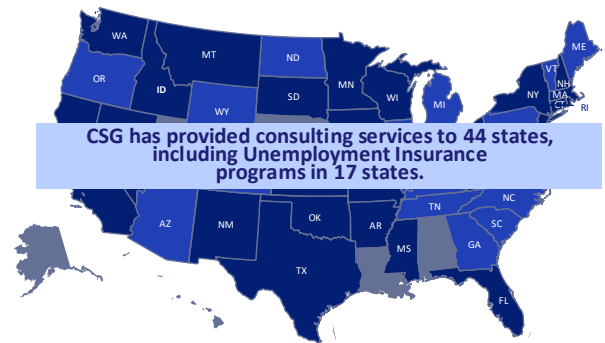 WA
MT
ND
ME
OR
ID
MN
VT
NH
SD
WI
NY
MA
WY
MI
CT
RI
CSG has provided consulting services to 44 states,
including Unemployment Insurance
programs in 17 states.
AZ
NM
OK
AR
TN
NC
SC
MS
GA
TX
FL